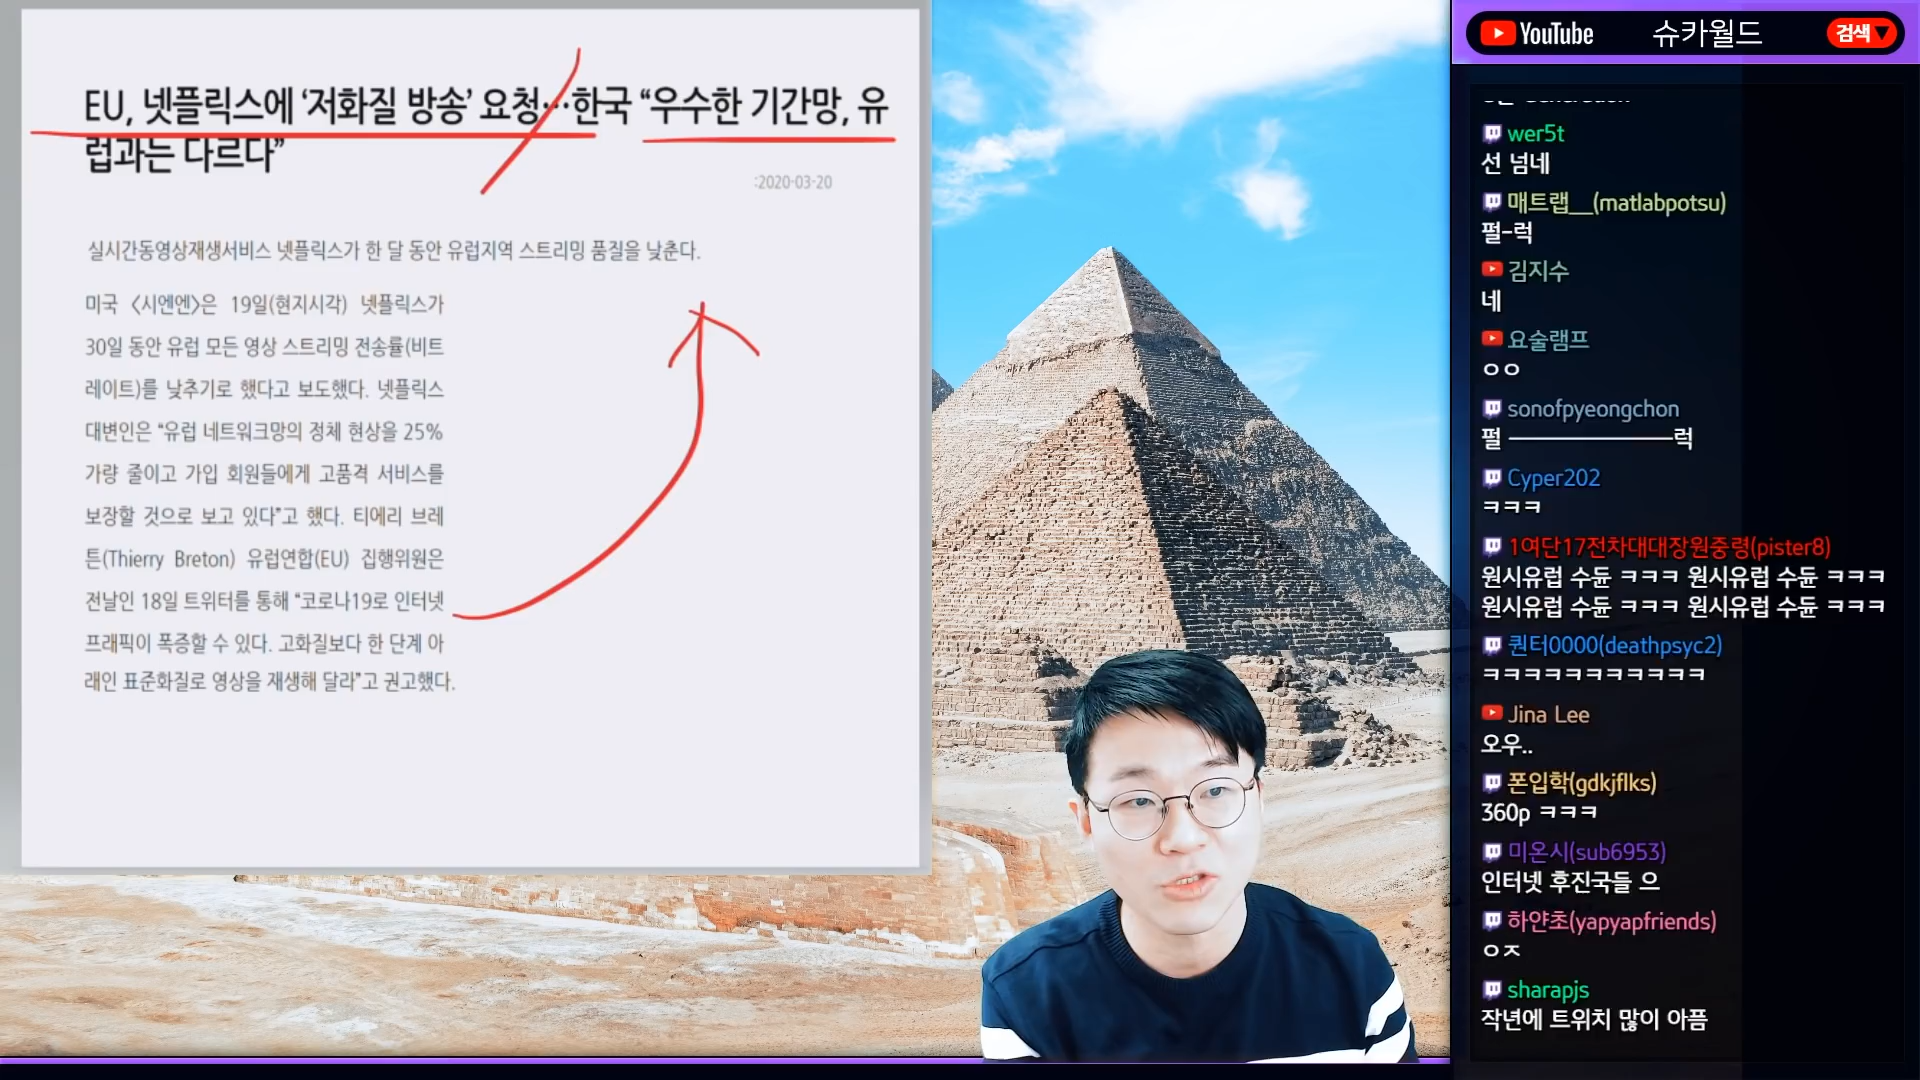 EU, 넷플릭스에 ‘저화질 방송’ 요청…한국 “우수한 기간망, 유
럽과는 다르다”
:2020-03-20
실시간동영상재생서비스 넷플릭스가 한 달 동안 유럽지역 스트리밍 품질을 낮춘다.
미국 〈시엔엔〉은 19일(현지시각) 넷플릭스가
30일 동안 유럽 모든 영상 스트리밍 전송률(비트
레이트)를 낮추기로 했다고 보도했다. 넷플릭스
대변인은 “유럽 네트워크망의 정체 현상을 25%
가량 줄이고 가입 회원들에게 고품격 서비스를
보장할 것으로 보고 있다”고 했다. 티에리 브레
튼(Thierry Breton) 유럽연합(EU) 집행위원은
전날인 18일 트위터를 통해 “코로나19로 인터넷
프래픽이 폭증할 수 있다. 고화질보다 한 단계 아
래인 표준화질로 영상을 재생해 달라”고 권고했다.
YouTube 슈카월드 검색▼
wer5t
선 넘네
매트랩__(matlabpotsu)
펄-럭
김지수
네
요술램프
ㅇㅇ
sonofpyeongchon
펄 ───────럭
Cyper202
ㅋㅋㅋ
1여단17전차대대장원중령(pister8)
원시유럽 수듄 ㅋㅋㅋ 원시유럽 수듄 ㅋㅋㅋ
원시유럽 수듄 ㅋㅋㅋ 원시유럽 수듄 ㅋㅋㅋ
퀀터0000(deathpsyc2)
ㅋㅋㅋㅋㅋㅋㅋㅋㅋㅋㅋ
Jina Lee
오우..
폰입학(gdkjflks)
360p ㅋㅋㅋ
미온시(sub6953)
인터넷 후진국들 으
하얀초(yapyapfriends)
ㅇㅈ
sharapjs
작년에 트위치 많이 아픔